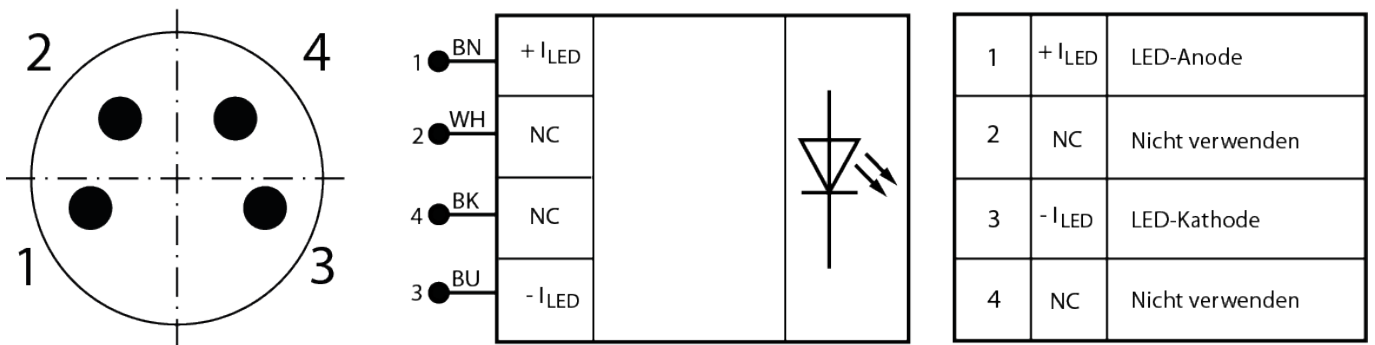 2 4
1 3
1 BN + I_LED
2 WH NC
4 BK NC
3 BU - I_LED
1 + I_LED LED-Anode
2 NC Nicht verwenden
3 - I_LED LED-Kathode
4 NC Nicht verwenden